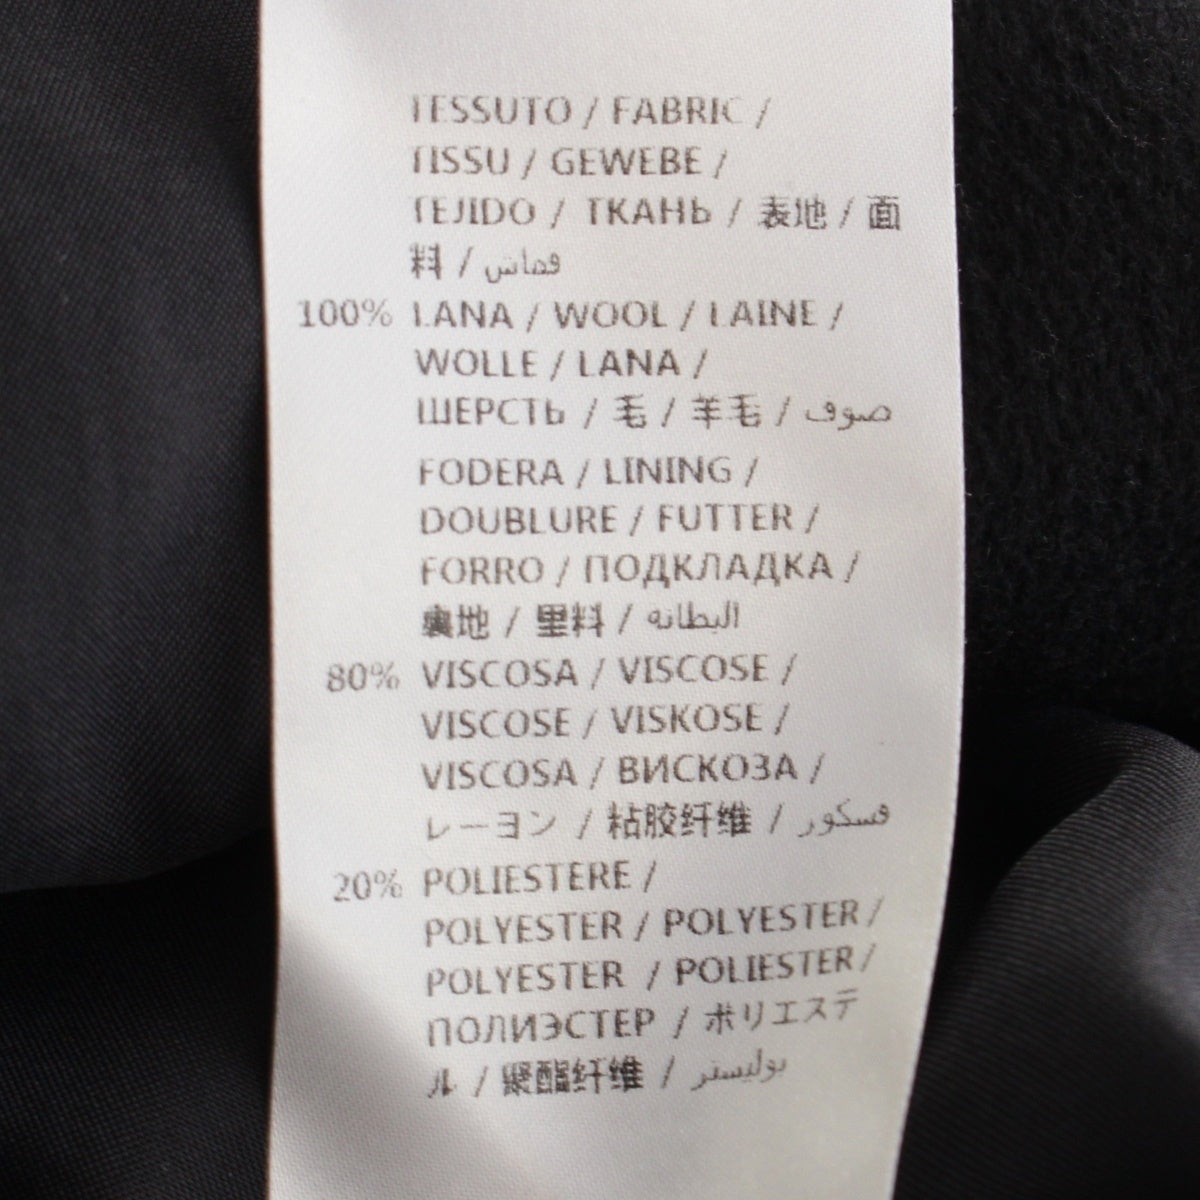 TESSUTO / FABRIC /
TISSU / GEWEBE /
TEJIDO / ТКАНЬ / 表地 / 面
料 / قماش
100% LANA / WOOL / LAINE /
WOLLE / LANA /
ШЕРСТЬ / 毛 / 羊毛 / صوف
FODERA / LINING /
DOUBLURE / FUTTER /
FORRO / ПОДКЛАДКА /
裏地 / 里料 / البطانه
80% VISCOSA / VISCOSE /
VISCOSE / VISKOSE /
VISCOSA / ВИСКОЗА /
レーヨン / 粘胶纤维 / فسكور
20% POLIESTERE /
POLYESTER / POLYESTER /
POLYESTER / POLIESTER /
ПОЛИЭСТЕР / ポリエステ
ル / 聚酯纤维 / بوليستر